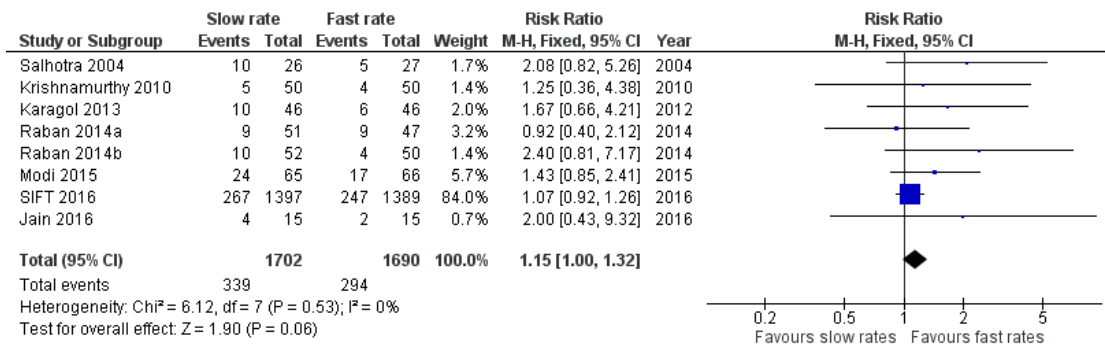 Slow rate Fast rate Risk Ratio Risk Ratio
Study or Subgroup Events Total Events Total Weight M-H, Fixed, 95% CI Year M-H, Fixed, 95% CI
Salhotra 2004 10 26 5 27 1.7% 2.08 [0.82, 5.26] 2004
Krishnamurthy 2010 5 50 4 50 1.4% 1.25 [0.36, 4.38] 2010
Karagol 2013 10 46 6 46 2.0% 1.67 [0.66, 4.21] 2012
Raban 2014a 9 51 9 47 3.2% 0.92 [0.40, 2.12] 2014
Raban 2014b 10 52 4 50 1.4% 2.40 [0.81, 7.17] 2014
Modi 2015 24 65 17 66 5.7% 1.43 [0.85, 2.41] 2015
SIFT 2016 267 1397 247 1389 84.0% 1.07 [0.92, 1.26] 2016
Jain 2016 4 15 2 15 0.7% 2.00 [0.43, 9.32] 2016
Total (95% CI) 1702 1690 100.0% 1.15 [1.00, 1.32]
Total events 339 294
Heterogeneity: Chi² = 6.12, df = 7 (P = 0.53); I² = 0%
Test for overall effect: Z = 1.90 (P = 0.06)
0.2 0.5 1 2 5
Favours slow rates Favours fast rates